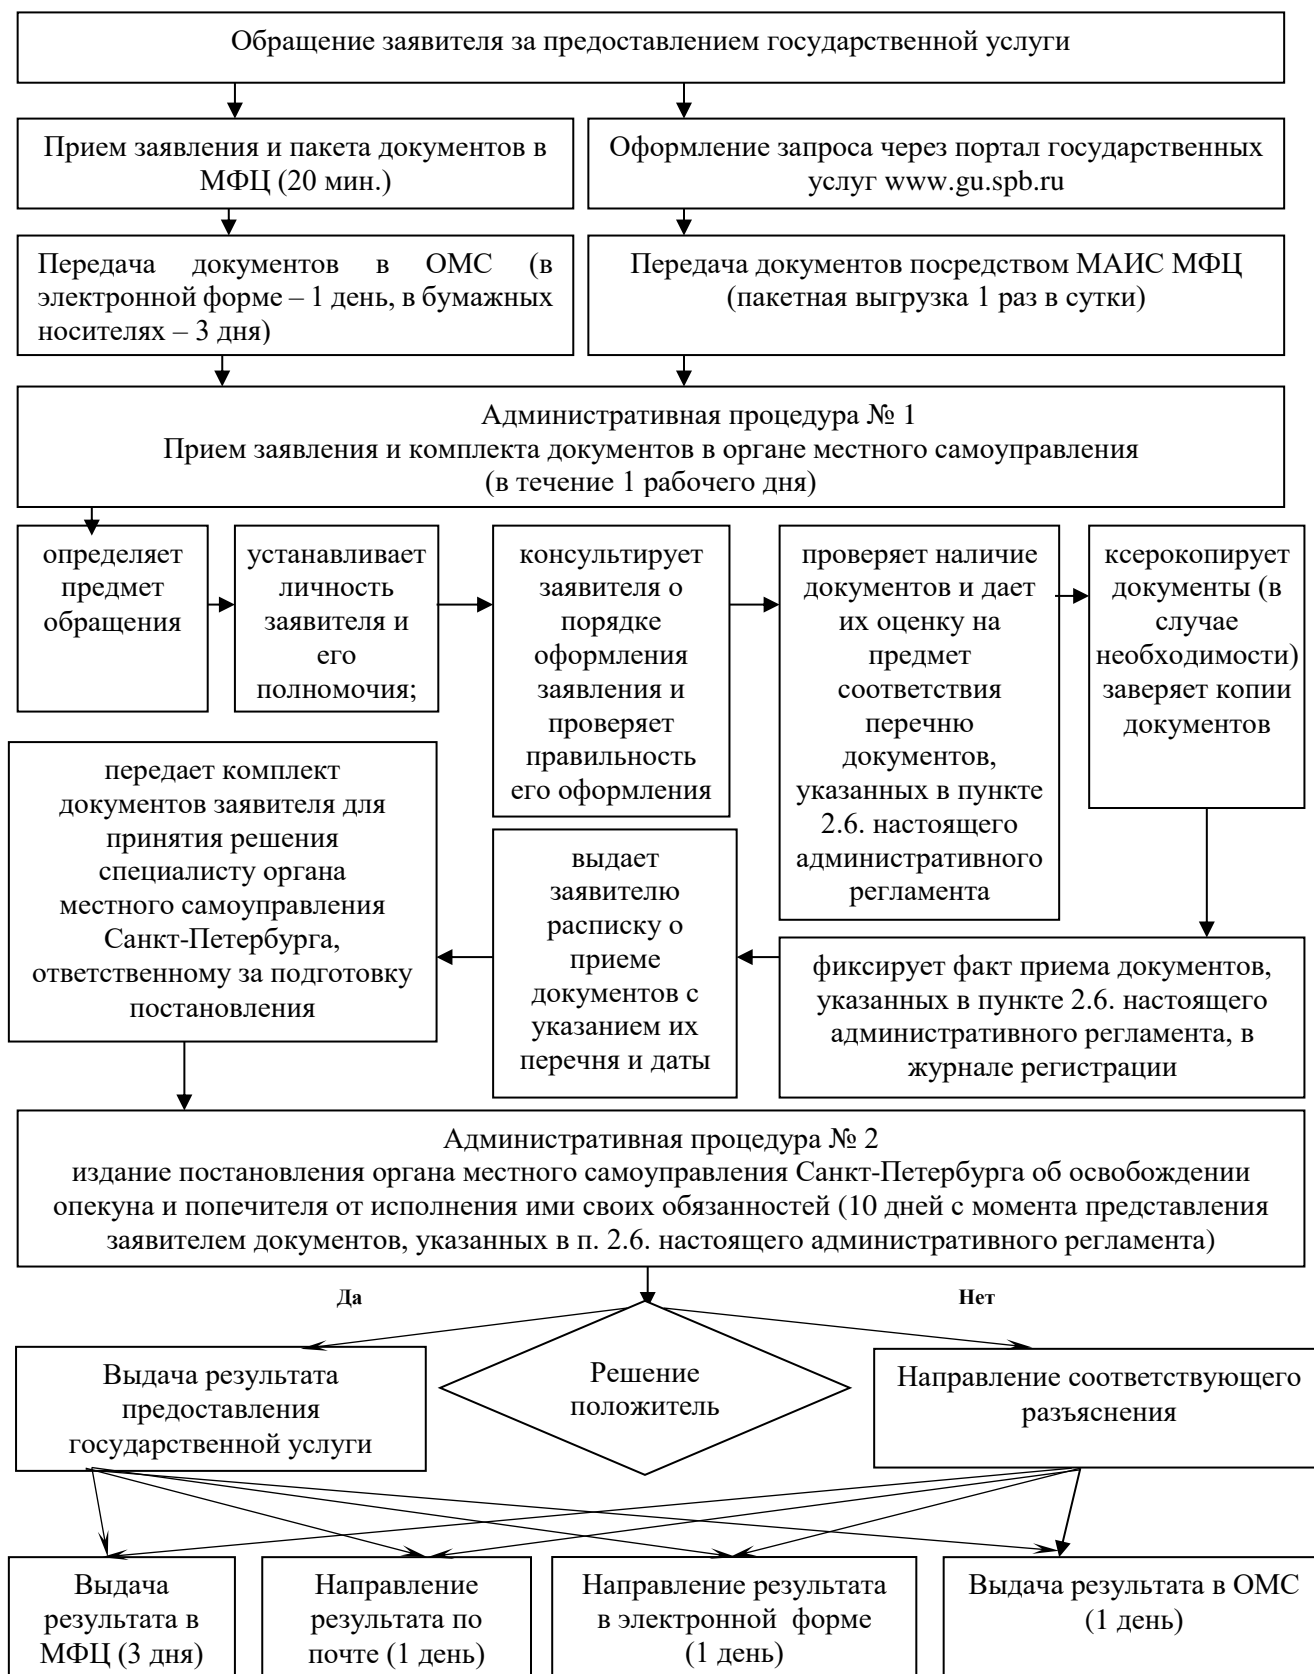 Обращение заявителя за предоставлением государственной услуги
Прием заявления и пакета документов в
МФЦ (20 мин.)
Оформление запроса через портал государственных
услуг www.gu.spb.ru
Передача документов в ОМС (в
электронной форме – 1 день, в бумажных
носителях – 3 дня)
Передача документов посредством МАИС МФЦ
(пакетная выгрузка 1 раз в сутки)
Административная процедура № 1
Прием заявления и комплекта документов в органе местного самоуправления
(в течение 1 рабочего дня)
определяет
предмет
обращения
устанавливает
личность
заявителя и
его
полномочия;
консультирует
заявителя о
порядке
оформления
заявления и
проверяет
правильность
его оформления
проверяет наличие
документов и дает
их оценку на
предмет
соответствия
перечню
документов,
указанных в пункте
2.6. настоящего
административного
регламента
ксерокопирует
документы (в
случае
необходимости)
заверяет копии
документов
фиксирует факт приема документов,
указанных в пункте 2.6. настоящего
административного регламента, в
журнале регистрации
выдает
заявителю
расписку о
приеме
документов с
указанием их
перечня и даты
передает комплект
документов заявителя для
принятия решения
специалисту органа
местного самоуправления
Санкт-Петербурга,
ответственному за подготовку
постановления
Административная процедура № 2
издание постановления органа местного самоуправления Санкт-Петербурга об освобождении
опекуна и попечителя от исполнения ими своих обязанностей (10 дней с момента представления
заявителем документов, указанных в п. 2.6. настоящего административного регламента)
Да
Нет
Выдача результата
предоставления
государственной услуги
Решение
положитель
Направление соответствующего
разъяснения
Выдача
результата в
МФЦ (3 дня)
Направление
результата по
почте (1 день)
Направление результата
в электронной форме
(1 день)
Выдача результата в ОМС
(1 день)